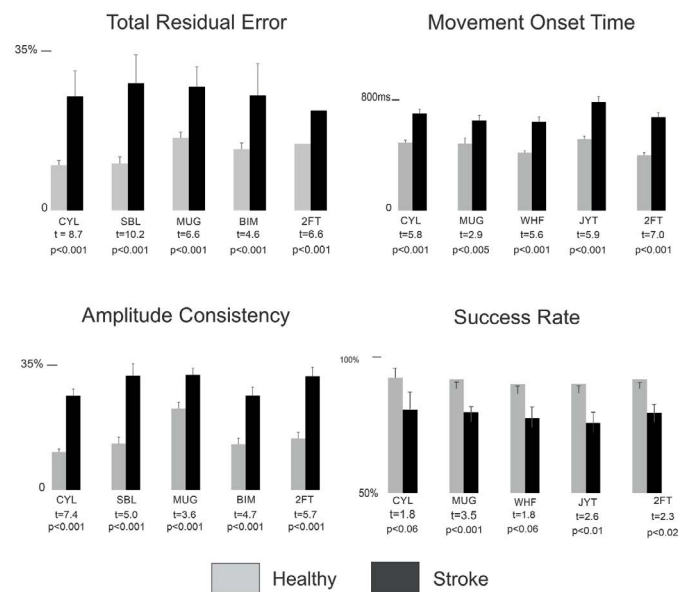 Total Residual Error
35%
0
CYL SBL MUG BIM 2FT
t = 8.7 t=10.2 t=6.6 t=4.6 t=6.6
p<0.001 p<0.001 p<0.001 p<0.001 p<0.001
Movement Onset Time
800ms
0
CYL MUG WHF JYT 2FT
t=5.8 t=2.9 t=5.6 t=5.9 t=7.0
p<0.001 p<0.005 p<0.001 p<0.001 p<0.001
Amplitude Consistency
35%
0
CYL SBL MUG BIM 2FT
t=7.4 t=5.0 t=3.6 t=4.7 t=5.7
p<0.001 p<0.001 p<0.001 p<0.001 p<0.001
Success Rate
100%
50%
CYL MUG WHF JYT 2FT
t=1.8 t=3.5 t=1.8 t=2.6 t=2.3
p<0.06 p<0.001 p<0.06 p<0.01 p<0.02
Healthy Stroke